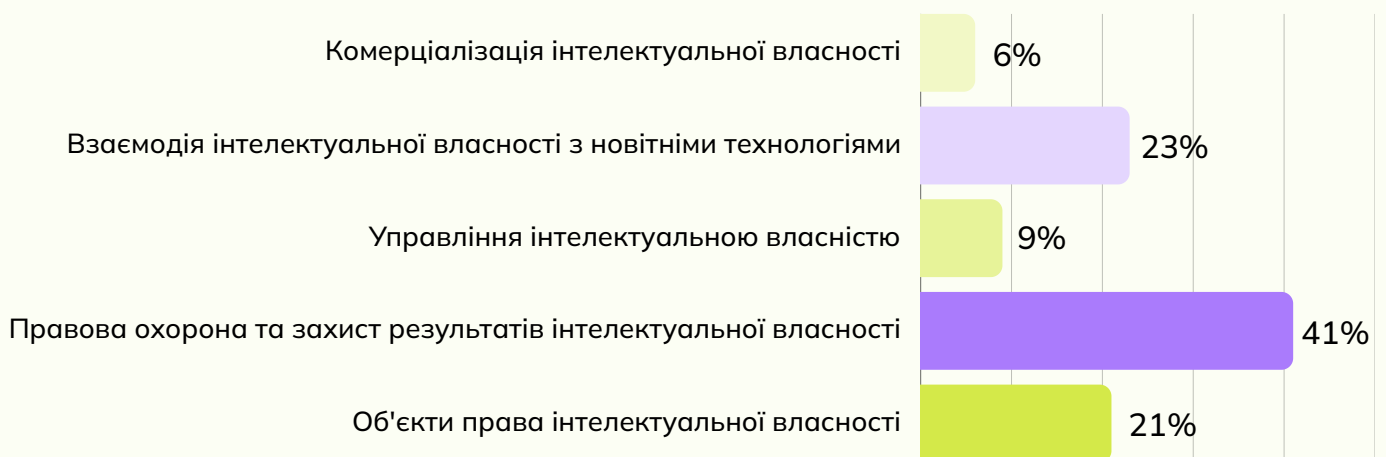 Комерціалізація інтелектуальної власності 6%
Взаємодія інтелектуальної власності з новітніми технологіями 23%
Управління інтелектуальною власністю 9%
Правова охорона та захист результатів інтелектуальної власності 41%
Об'єкти права інтелектуальної власності 21%